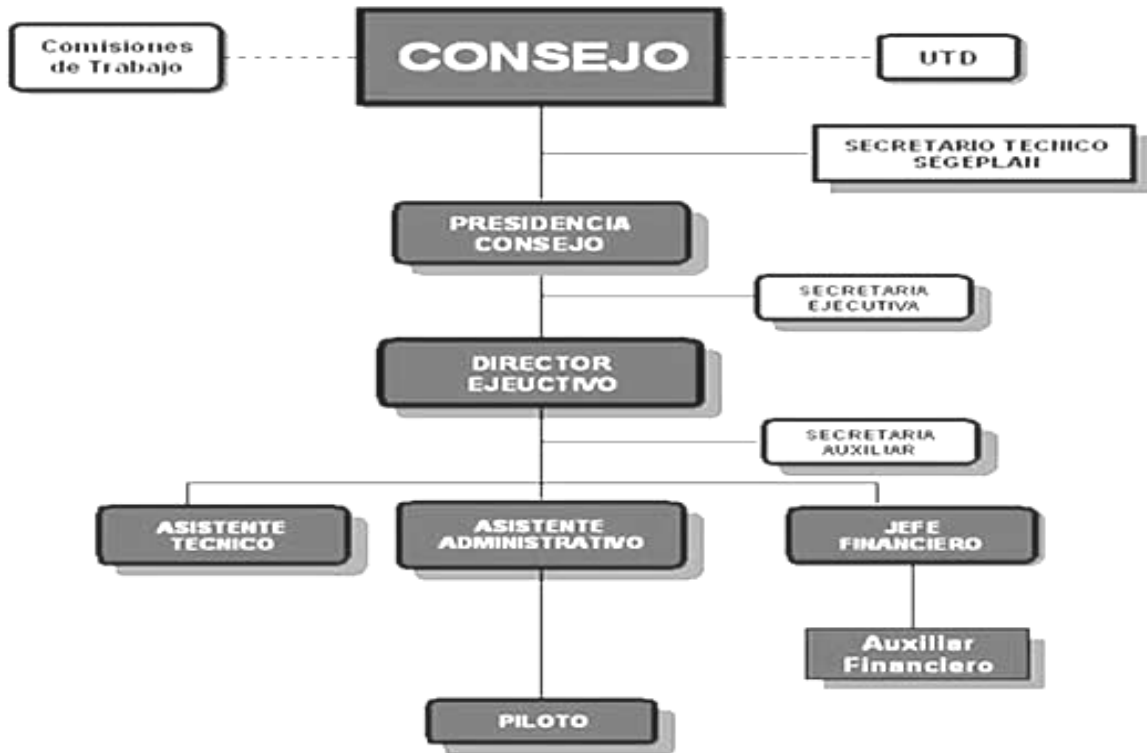 Comisiones
de Trabajo
CONSEJO
UTD
SECRETARIO TECNICO
SEGEPLAN
PRESIDENCIA
CONSEJO
SECRETARIA
EJECUTIVA
DIRECTOR
EJEUCTIVO
SECRETARIA
AUXILIAR
ASISTENTE
TECNICO
ASISTENTE
ADMINISTRATIVO
JEFE
FINANCIERO
Auxiliar
Financiero
PILOTO